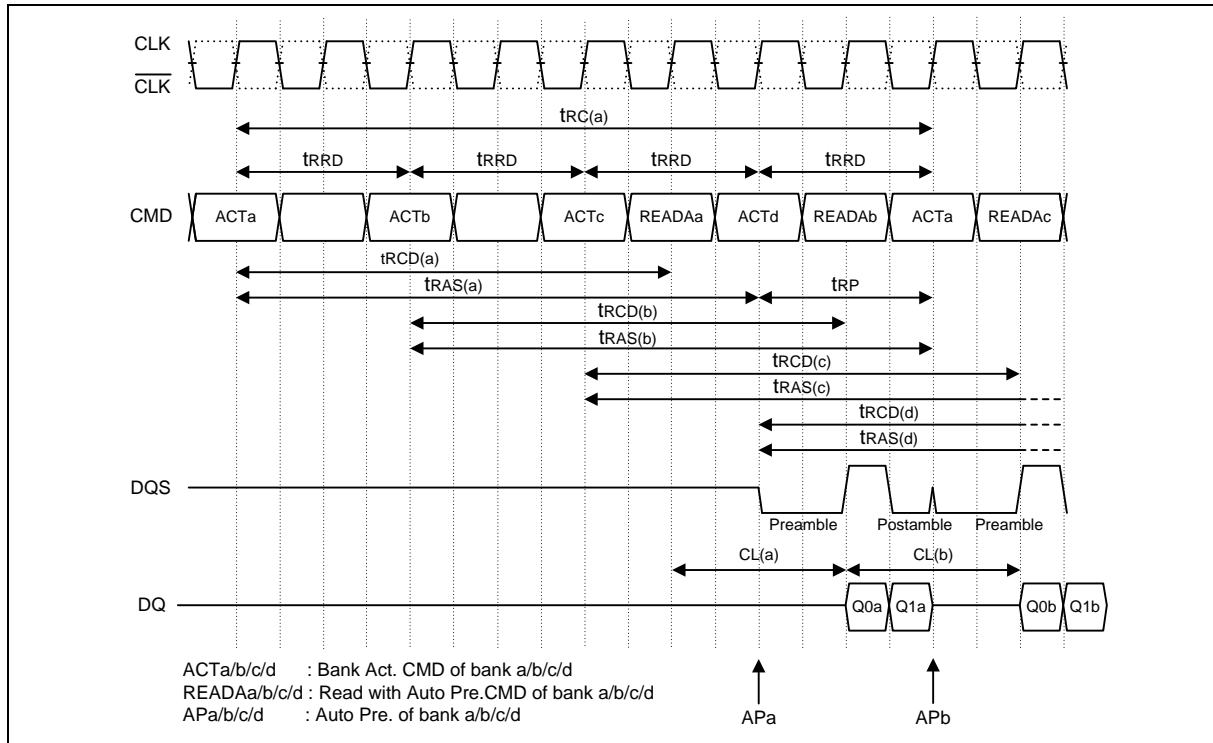 CLK
CLK
tRC(a)
tRRD tRRD tRRD tRRD
CMD ACTa ACTb ACTc READAa ACTd READAb ACTa READAc
tRCD(a)
tRAS(a) tRP
tRCD(b)
tRAS(b)
tRCD(c)
tRAS(c)
tRCD(d)
tRAS(d)
DQS
Preamble Postamble Preamble
CL(a) CL(b)
DQ Q0a Q1a Q0b Q1b
ACTa/b/c/d : Bank Act. CMD of bank a/b/c/d
READAa/b/c/d : Read with Auto Pre.CMD of bank a/b/c/d
APa/b/c/d : Auto Pre. of bank a/b/c/d
APa APb